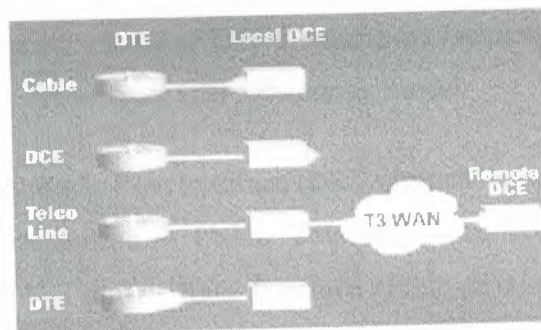 DTE Local DCE
Cable
DCE
Remote
DCE
Telco
Line
T3 WAN
DTE